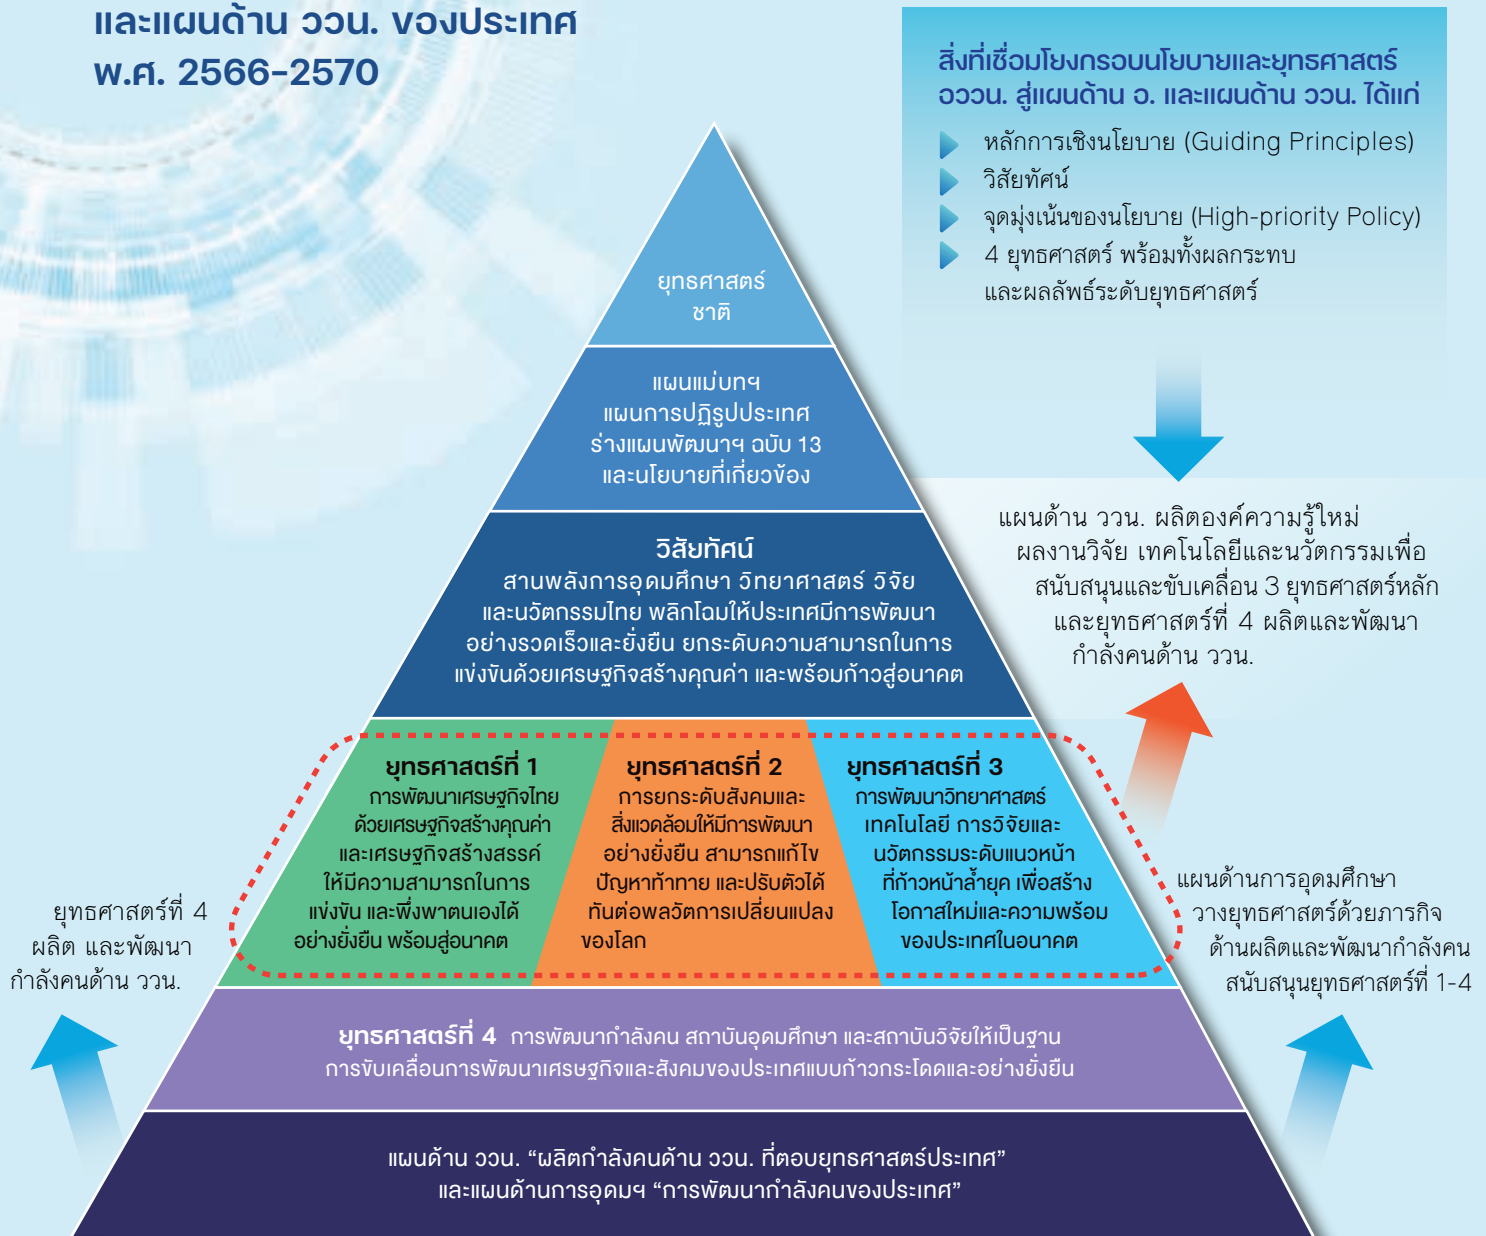 และแผนด้าน ววน. ของประเทศ
พ.ศ. 2566-2570
สิ่งที่เชื่อมโยงกรอบนโยบายและยุทธศาสตร์
อววน. สู่แผนด้าน อ. และแผนด้าน ววน. ได้แก่
หลักการเชิงนโยบาย (Guiding Principles)
วิสัยทัศน์
จุดมุ่งเน้นของนโยบาย (High-priority Policy)
4 ยุทธศาสตร์ พร้อมทั้งผลกระทบ
และผลลัพธ์ระดับยุทธศาสตร์
ยุทธศาสตร์
ชาติ
แผนแม่บทฯ
แผนการปฏิรูปประเทศ
ร่างแผนพัฒนาฯ ฉบับ 13
และนโยบายที่เกี่ยวข้อง
วิสัยทัศน์
สานพลังการอุดมศึกษา วิทยาศาสตร์ วิจัย
และนวัตกรรมไทย พลิกโฉมให้ประเทศมีการพัฒนา
อย่างรวดเร็วและยั่งยืน ยกระดับความสามารถในการ
แข่งขันด้วยเศรษฐกิจสร้างคุณค่า และพร้อมก้าวสู่อนาคต
แผนด้าน ววน. ผลิตองค์ความรู้ใหม่
ผลงานวิจัย เทคโนโลยีและนวัตกรรมเพื่อ
สนับสนุนและขับเคลื่อน 3 ยุทธศาสตร์หลัก
และยุทธศาสตร์ที่ 4 ผลิตและพัฒนา
กำลังคนด้าน ววน.
ยุทธศาสตร์ที่ 1
การพัฒนาเศรษฐกิจไทย
ด้วยเศรษฐกิจสร้างคุณค่า
และเศรษฐกิจสร้างสรรค์
ให้มีความสามารถในการ
แข่งขัน และพึ่งพาตนเองได้
อย่างยั่งยืน พร้อมสู่อนาคต
ยุทธศาสตร์ที่ 2
การยกระดับสังคมและ
สิ่งแวดล้อมให้มีการพัฒนา
อย่างยั่งยืน สามารถแก้ไข
ปัญหาท้าทาย และปรับตัวได้
ทันต่อพลวัตการเปลี่ยนแปลง
ของโลก
ยุทธศาสตร์ที่ 3
การพัฒนาวิทยาศาสตร์
เทคโนโลยี การวิจัยและ
นวัตกรรมระดับแนวหน้า
ที่ก้าวหน้าล้ำยุค เพื่อสร้าง
โอกาสใหม่และความพร้อม
ของประเทศในอนาคต
ยุทธศาสตร์ที่ 4
ผลิต และพัฒนา
กำลังคนด้าน ววน.
แผนด้านการอุดมศึกษา
วางยุทธศาสตร์ด้วยภารกิจ
ด้านผลิตและพัฒนากำลังคน
สนับสนุนยุทธศาสตร์ที่ 1-4
ยุทธศาสตร์ที่ 4 การพัฒนากำลังคน สถาบันอุดมศึกษา และสถาบันวิจัยให้เป็นฐาน
การขับเคลื่อนการพัฒนาเศรษฐกิจและสังคมของประเทศแบบก้าวกระโดดและอย่างยั่งยืน
แผนด้าน ววน. “ผลิตกำลังคนด้าน ววน. ที่ตอบยุทธศาสตร์ประเทศ”
และแผนด้านการอุดมฯ “การพัฒนากำลังคนของประเทศ”